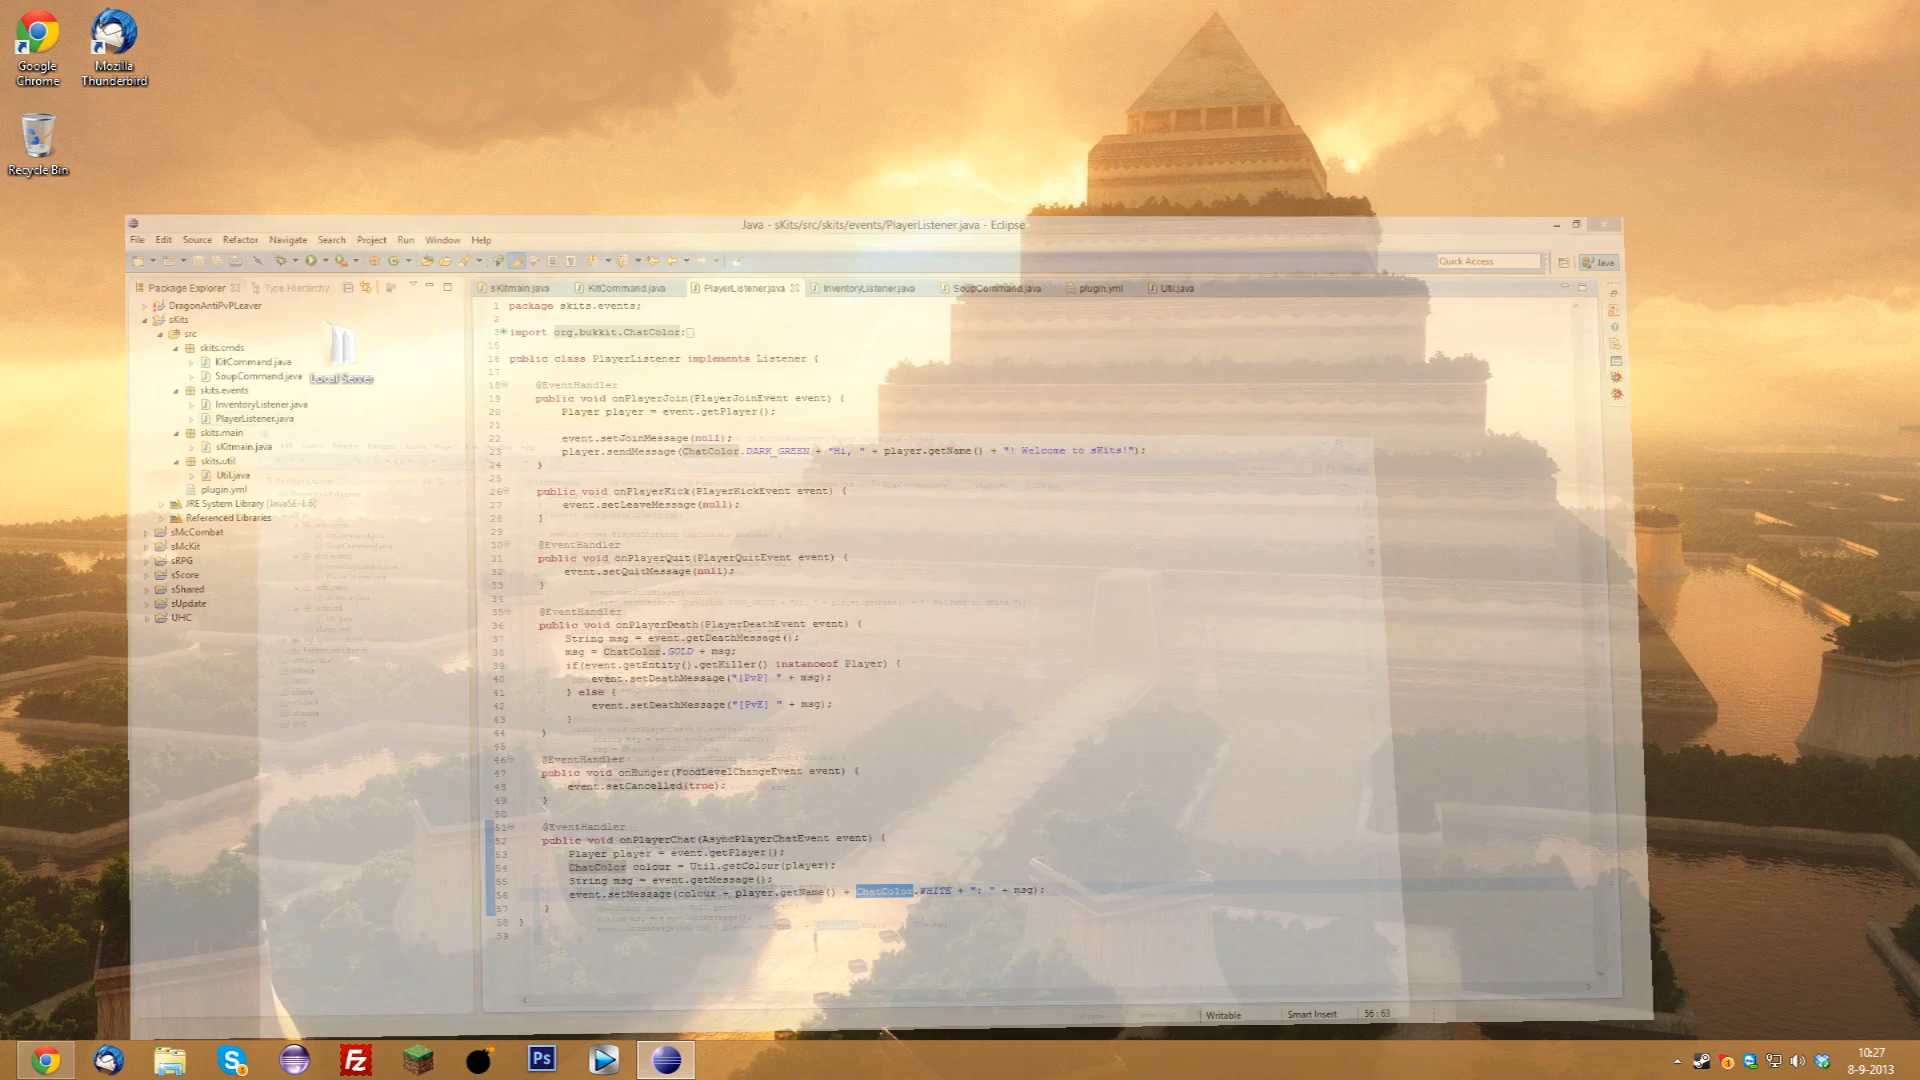 Google
Chrome
Mozilla
Thunderbird
Recycle Bin
Java - sKits/src/skits/events/PlayerListener.java - Eclipse
File Edit Source Refactor Navigate Search Project Run Window Help
Quick Access
Java
Package Explorer Type Hierarchy
sKitmain.java KitCommand.java PlayerListener.java InventoryListener.java SoupCommand.java plugin.yml Util.java
DragonAntiPvPLeaver
sKits
src
skits.cmds
KitCommand.java
SoupCommand.java
skits.events
InventoryListener.java
PlayerListener.java
skits.main
sKitmain.java
skits.util
Util.java
plugin.yml
JRE System Library [JavaSE-1.6]
Referenced Libraries
sMcCombat
sMcKit
sRPG
sScore
sShared
sUpdate
UHC
Local Server
1 package skits.events;
2
3 import org.bukkit.ChatColor;
15
16 public class PlayerListener implements Listener {
17
18 @EventHandler
19 public void onPlayerJoin(PlayerJoinEvent event) {
20 Player player = event.getPlayer();
21
22 event.setJoinMessage(null);
23 player.sendMessage(ChatColor.DARK_GREEN + "Hi, " + player.getName() + "! Welcome to sKits!");
24 }
25
26 public void onPlayerKick(PlayerKickEvent event) {
27 event.setLeaveMessage(null);
28 }
29
30 @EventHandler
31 public void onPlayerQuit(PlayerQuitEvent event) {
32 event.setQuitMessage(null);
33 }
34
35 @EventHandler
36 public void onPlayerDeath(PlayerDeathEvent event) {
37 String msg = event.getDeathMessage();
38 msg = ChatColor.GOLD + msg;
39 if(event.getEntity().getKiller() instanceof Player) {
40 event.setDeathMessage("[PvP] " + msg);
41 } else {
42 event.setDeathMessage("[PvE] " + msg);
43 }
44 }
45
46 @EventHandler
47 public void onHunger(FoodLevelChangeEvent event) {
48 event.setCancelled(true);
49 }
50
51 @EventHandler
52 public void onPlayerChat(AsyncPlayerChatEvent event) {
53 Player player = event.getPlayer();
54 ChatColor colour = Util.getColour(player);
55 String msg = event.getMessage();
56 event.setMessage(colour + player.getName() + ChatColor.WHITE + ": " + msg);
57 }
58 }
59
Writable Smart Insert 56 : 63
Ps
10:27
8-9-2013